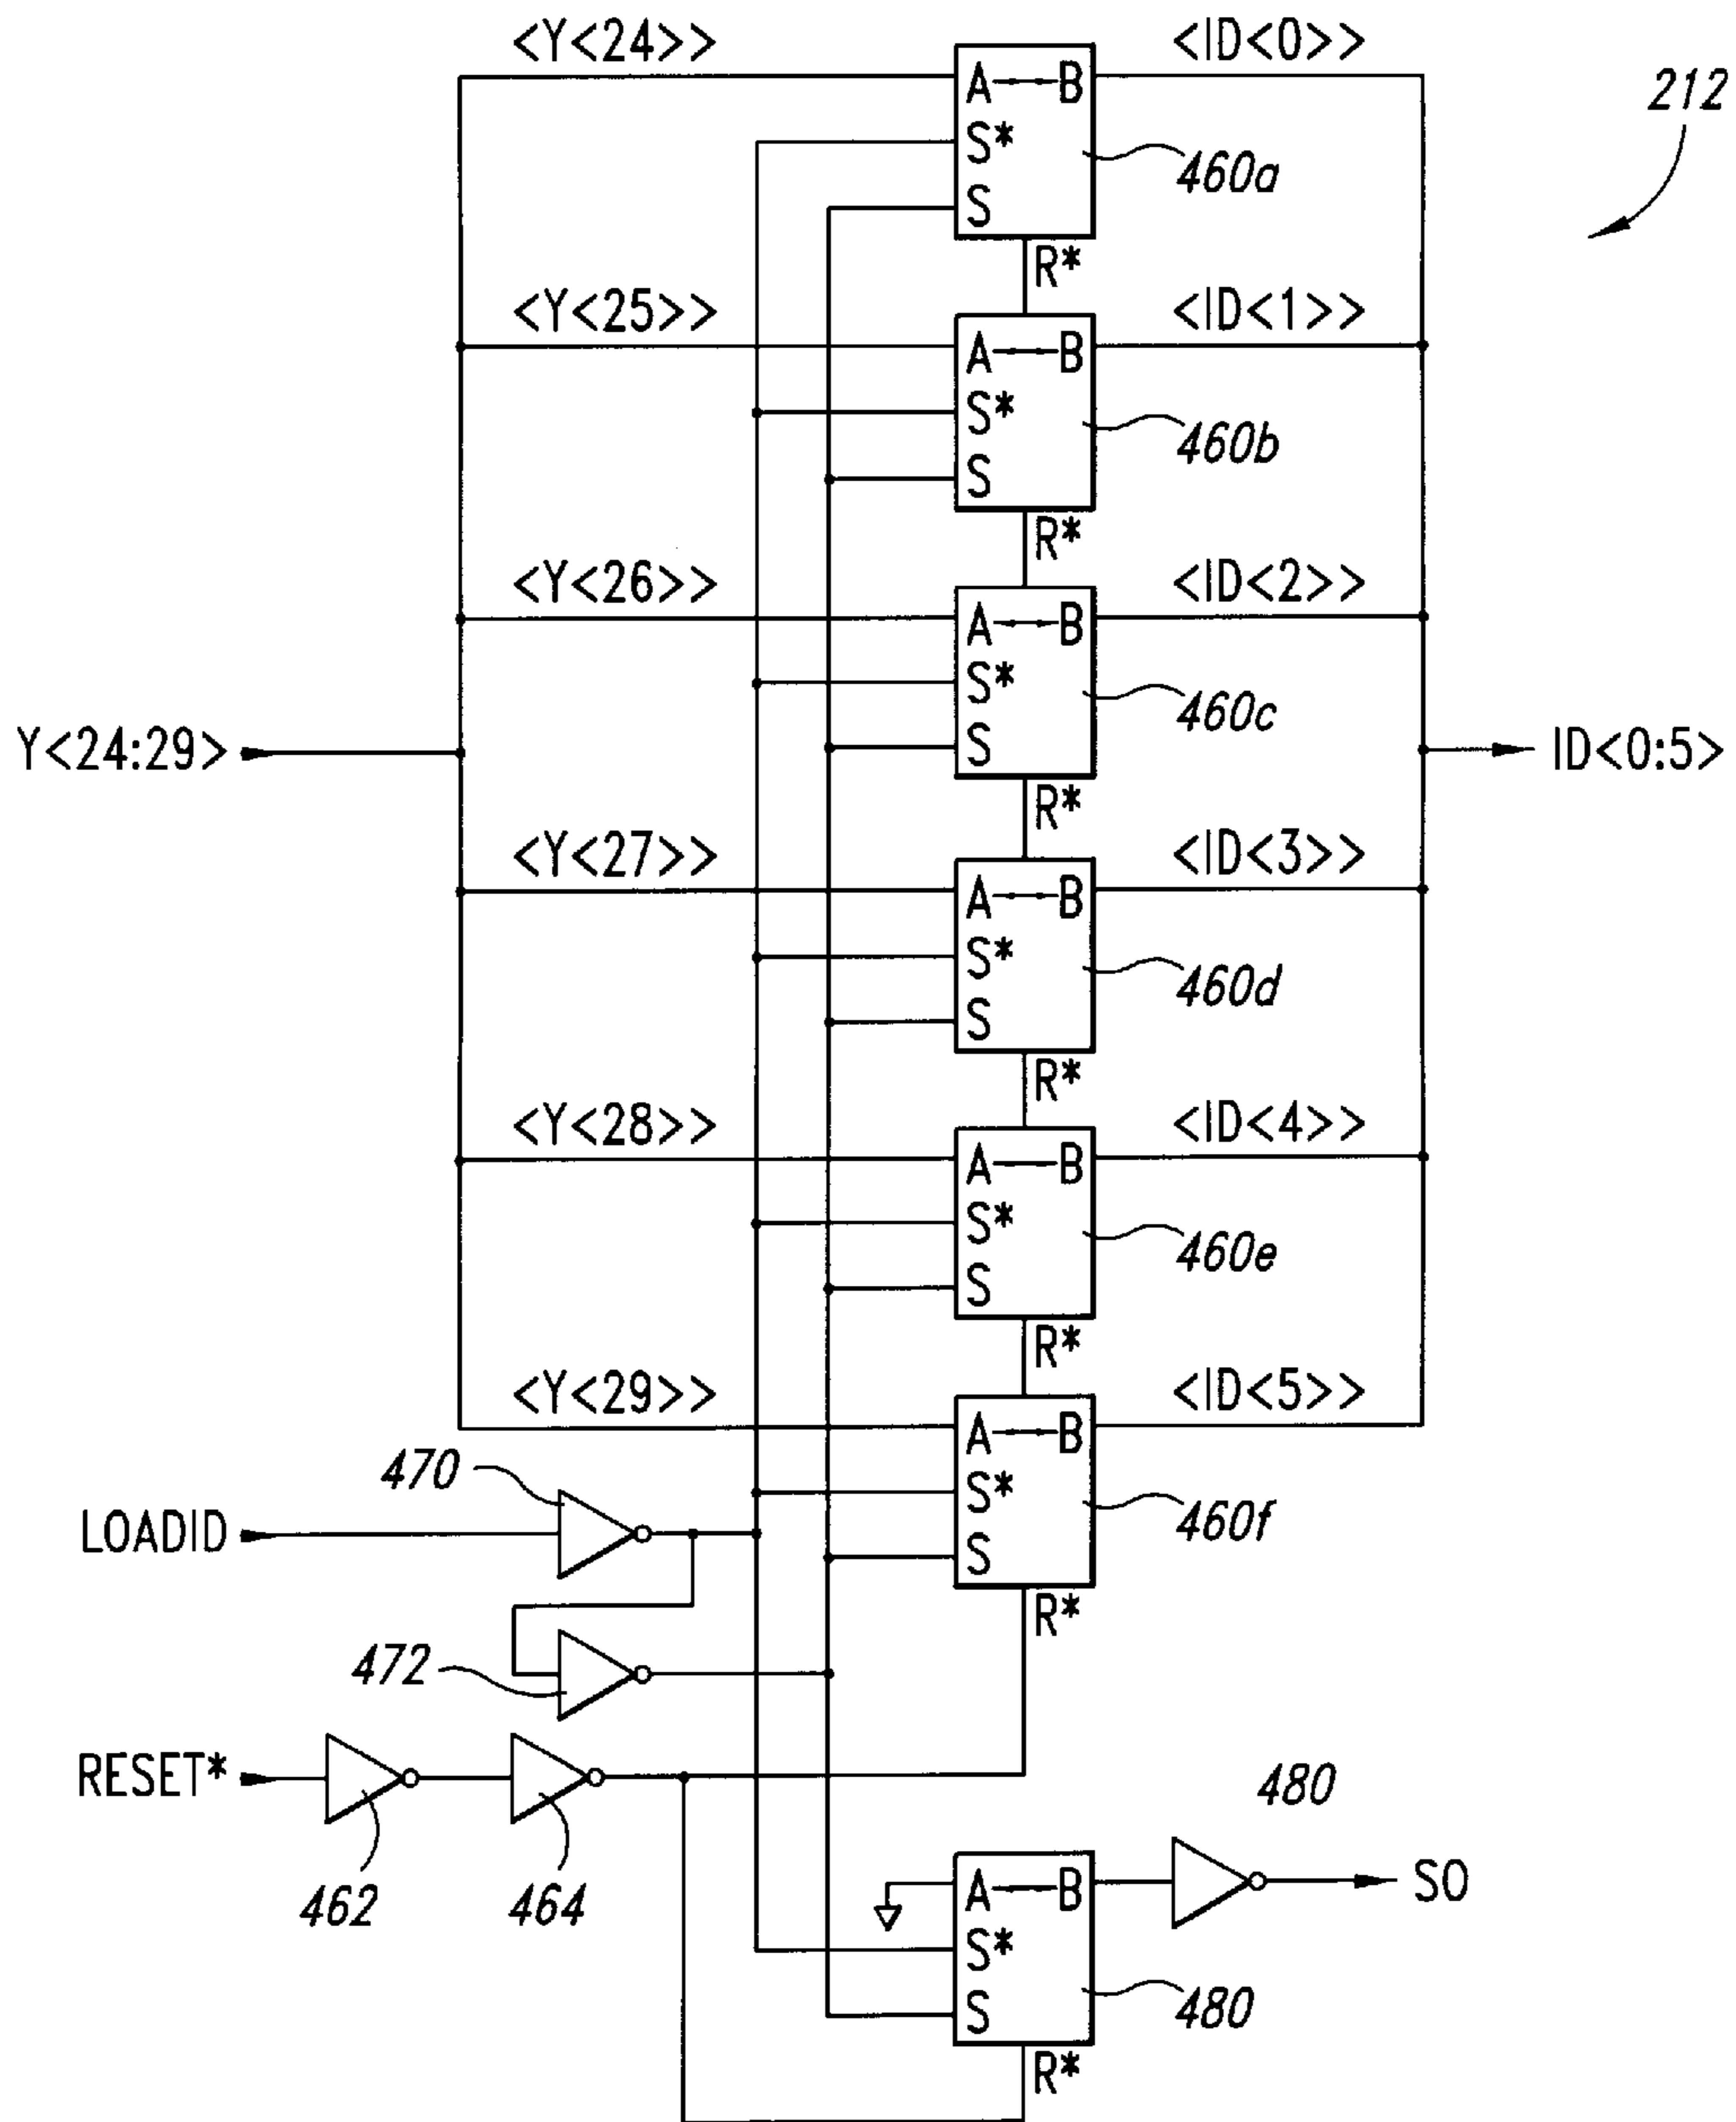 <Y<24>> <ID<0>>
212
A B
S* 460a
S
R*
<Y<25>> <ID<1>>
A B
S* 460b
S
R*
<Y<26>> <ID<2>>
A B
S* 460c
S
Y<24:29> ID<0:5>
R*
<Y<27>> <ID<3>>
A B
S* 460d
S
R*
<Y<28>> <ID<4>>
A B
S* 460e
S
R*
<Y<29>> <ID<5>>
A B
470
S* 460f
LOADID
S
R*
472
RESET*
480
462 464
A B SO
S*
S 480
R*